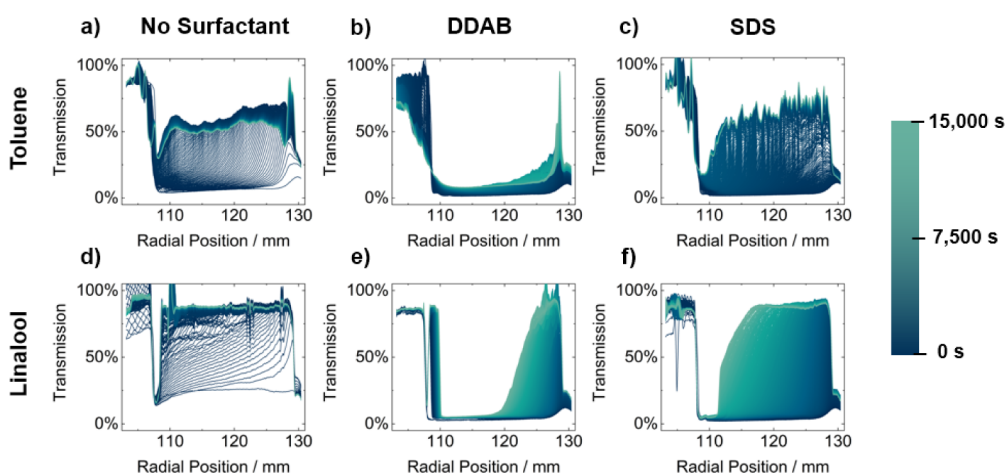 a) No Surfactant b) DDAB c) SDS
Toluene
Transmission
100%
50%
0%
110 120 130
Radial Position / mm
Transmission
100%
50%
0%
110 120 130
Radial Position / mm
Transmission
100%
50%
0%
110 120 130
Radial Position / mm
15,000 s
7,500 s
0 s
d) e) f)
Linalool
Transmission
100%
50%
0%
110 120 130
Radial Position / mm
Transmission
100%
50%
0%
110 120 130
Radial Position / mm
Transmission
100%
50%
0%
110 120 130
Radial Position / mm